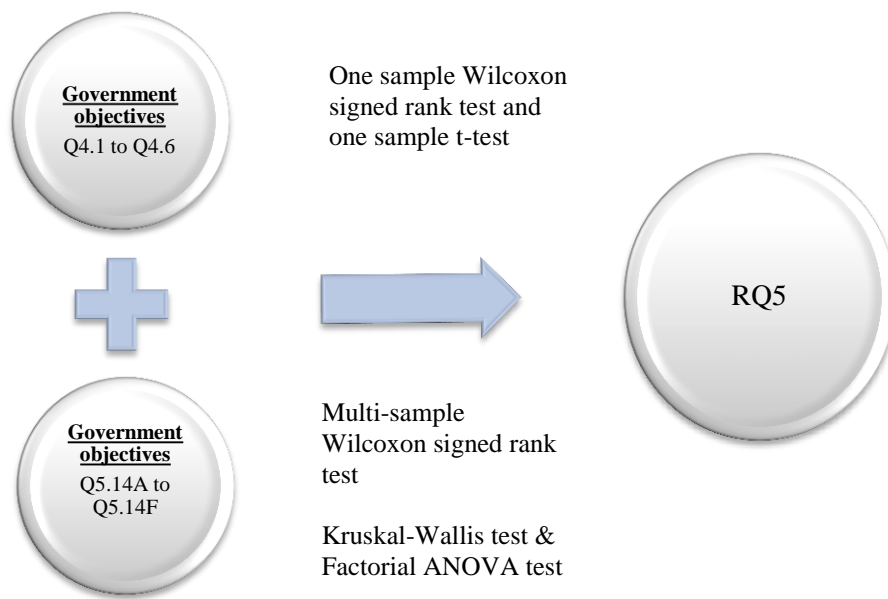 Government
objectives
Q4.1 to Q4.6
One sample Wilcoxon
signed rank test and
one sample t-test
RQ5
Government
objectives
Q5.14A to
Q5.14F
Multi-sample
Wilcoxon signed rank
test
Kruskal-Wallis test &
Factorial ANOVA test